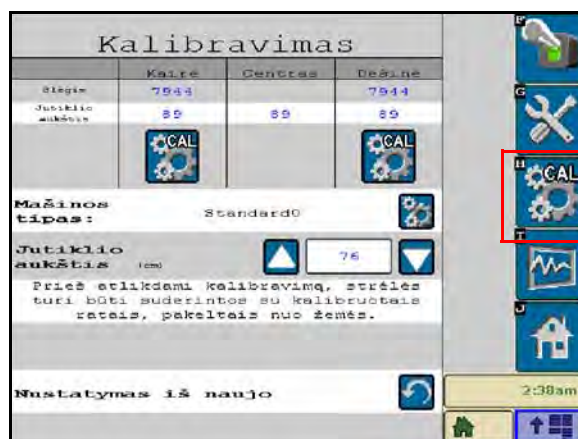 Kalibravimas
Kairė Centras Dešinė
Slėgis 7944 7944
Jutiklio
aukštis 89 89 89
CAL CAL
Mašinos
tipas: Standard0
Jutiklio
aukštis (cm) 76
Prieš atlikdami kalibravimą, strėlės
turi būti suderintos su kalibruotais
ratais, pakeltais nuo žemės.
Nustatymas iš naujo
F
G
H
CAL
I
J
2:38am